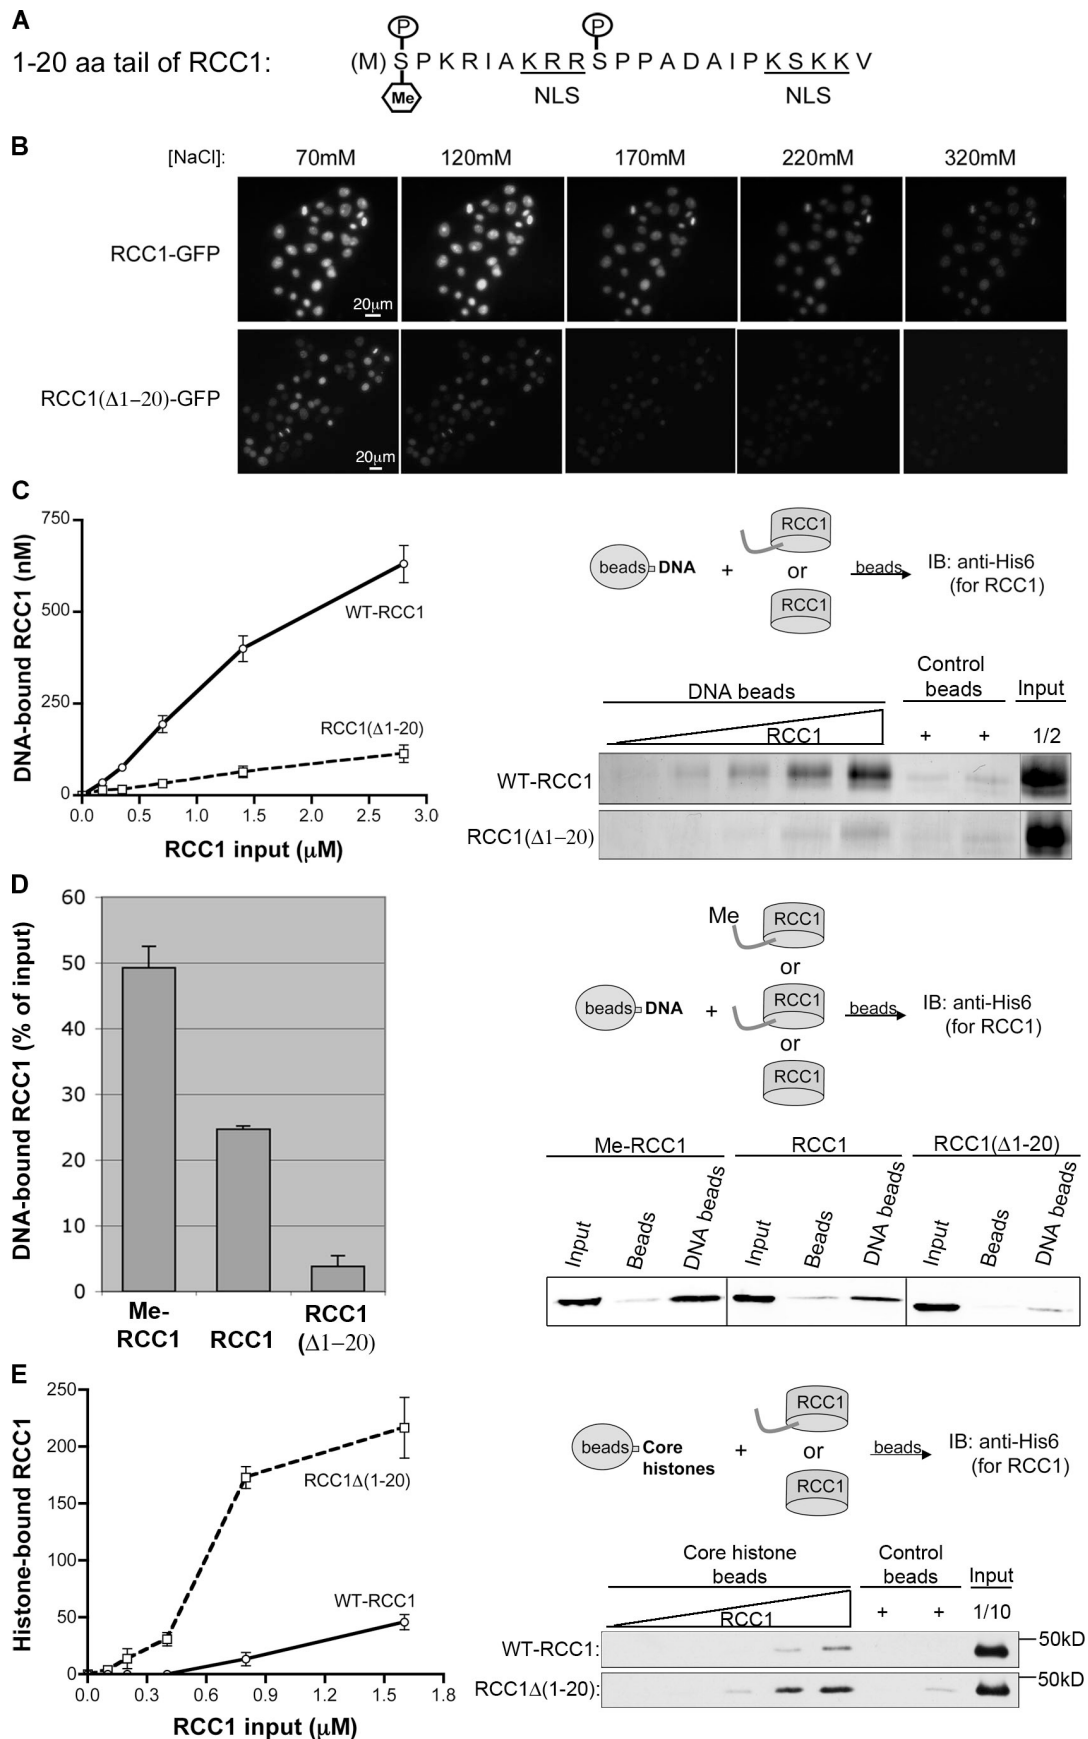 A
1-20 aa tail of RCC1:
P P
(M) S P K R I A K R R S P P A D A I P K S K K V
Me NLS NLS
B
[NaCl]: 70mM 120mM 170mM 220mM 320mM
RCC1-GFP
20μm
RCC1(Δ1−20)-GFP
20μm
C
DNA-bound RCC1 (nM)
750
500
250
0
0.0 0.5 1.0 1.5 2.0 2.5 3.0
RCC1 input (μM)
WT-RCC1
RCC1(Δ1-20)
beads DNA + RCC1 or RCC1 beads IB: anti-His6
(for RCC1)
DNA beads Control beads Input
RCC1 + + 1/2
WT-RCC1
RCC1(Δ1−20)
D
DNA-bound RCC1 (% of input)
60
50
40
30
20
10
0
Me-RCC1 RCC1 RCC1 (Δ1−20)
Me RCC1
or
beads DNA + RCC1 beads IB: anti-His6
(for RCC1)
or
RCC1
Me-RCC1 RCC1 RCC1(Δ1-20)
Input Beads DNA beads Input Beads DNA beads Input Beads DNA beads
E
Histone-bound RCC1
250
200
150
100
50
0
0.0 0.3 0.6 0.9 1.2 1.5 1.8
RCC1 input (μM)
RCC1Δ(1-20)
WT-RCC1
beads Core histones + RCC1 or RCC1 beads IB: anti-His6
(for RCC1)
Core histone beads Control beads Input
RCC1 + + 1/10
WT-RCC1: 50kD
RCC1Δ(1-20): 50kD